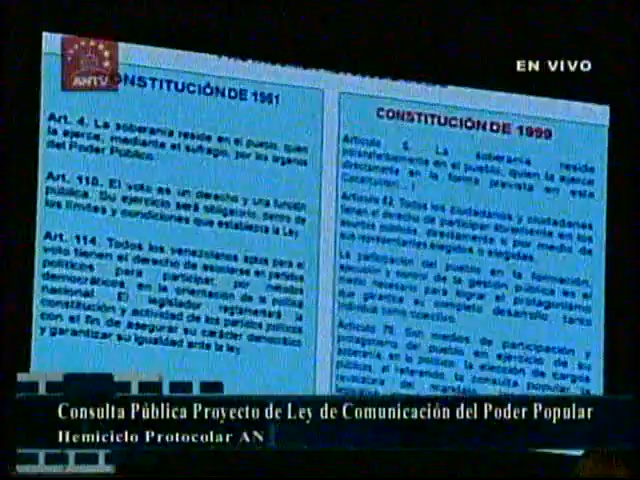 ANTV
EN VIVO
CONSTITUCIÓN DE 1961
Art. 4. La soberanía reside en el pueblo, quien
la ejerce, mediante el sufragio, por los órganos
del Poder Público.
Art. 110. El voto es un derecho y una función
pública. Su ejercicio será obligatorio, dentro de
los límites y condiciones que establezca la Ley
Art. 114. Todos los venezolanos aptos para el
voto tienen el derecho de asociarse en partidos
políticos para participar, por métodos
democráticos, en la orientación de la política
nacional. El legislador reglamentará la
constitución y actividad de los partidos políticos
con el fin de asegurar su carácter democrático
y garantizar su igualdad ante la ley.
CONSTITUCIÓN DE 1999
Artículo 5. La soberanía reside
intransferiblemente en el pueblo, quien la ejerce
directamente en la forma prevista en esta
Constitución
Artículo 62. Todos los ciudadanos y ciudadanas
tienen el derecho de participar libremente en los
asuntos públicos, directamente o por medio de
sus representantes elegidos o elegidas.
La participación del pueblo en la formación,
ejecución y control de la gestión pública es el
medio necesario para lograr el protagonismo
que garantice su completo desarrollo, tanto
individual como colectivo.
Artículo 70. Son medios de participación y
protagonismo del pueblo en ejercicio de su
soberanía, en lo político: la elección de cargos
públicos, el referendo, la consulta popular, la
Consulta Pública Proyecto de Ley de Comunicación del Poder Popular
Hemiciclo Protocolar AN